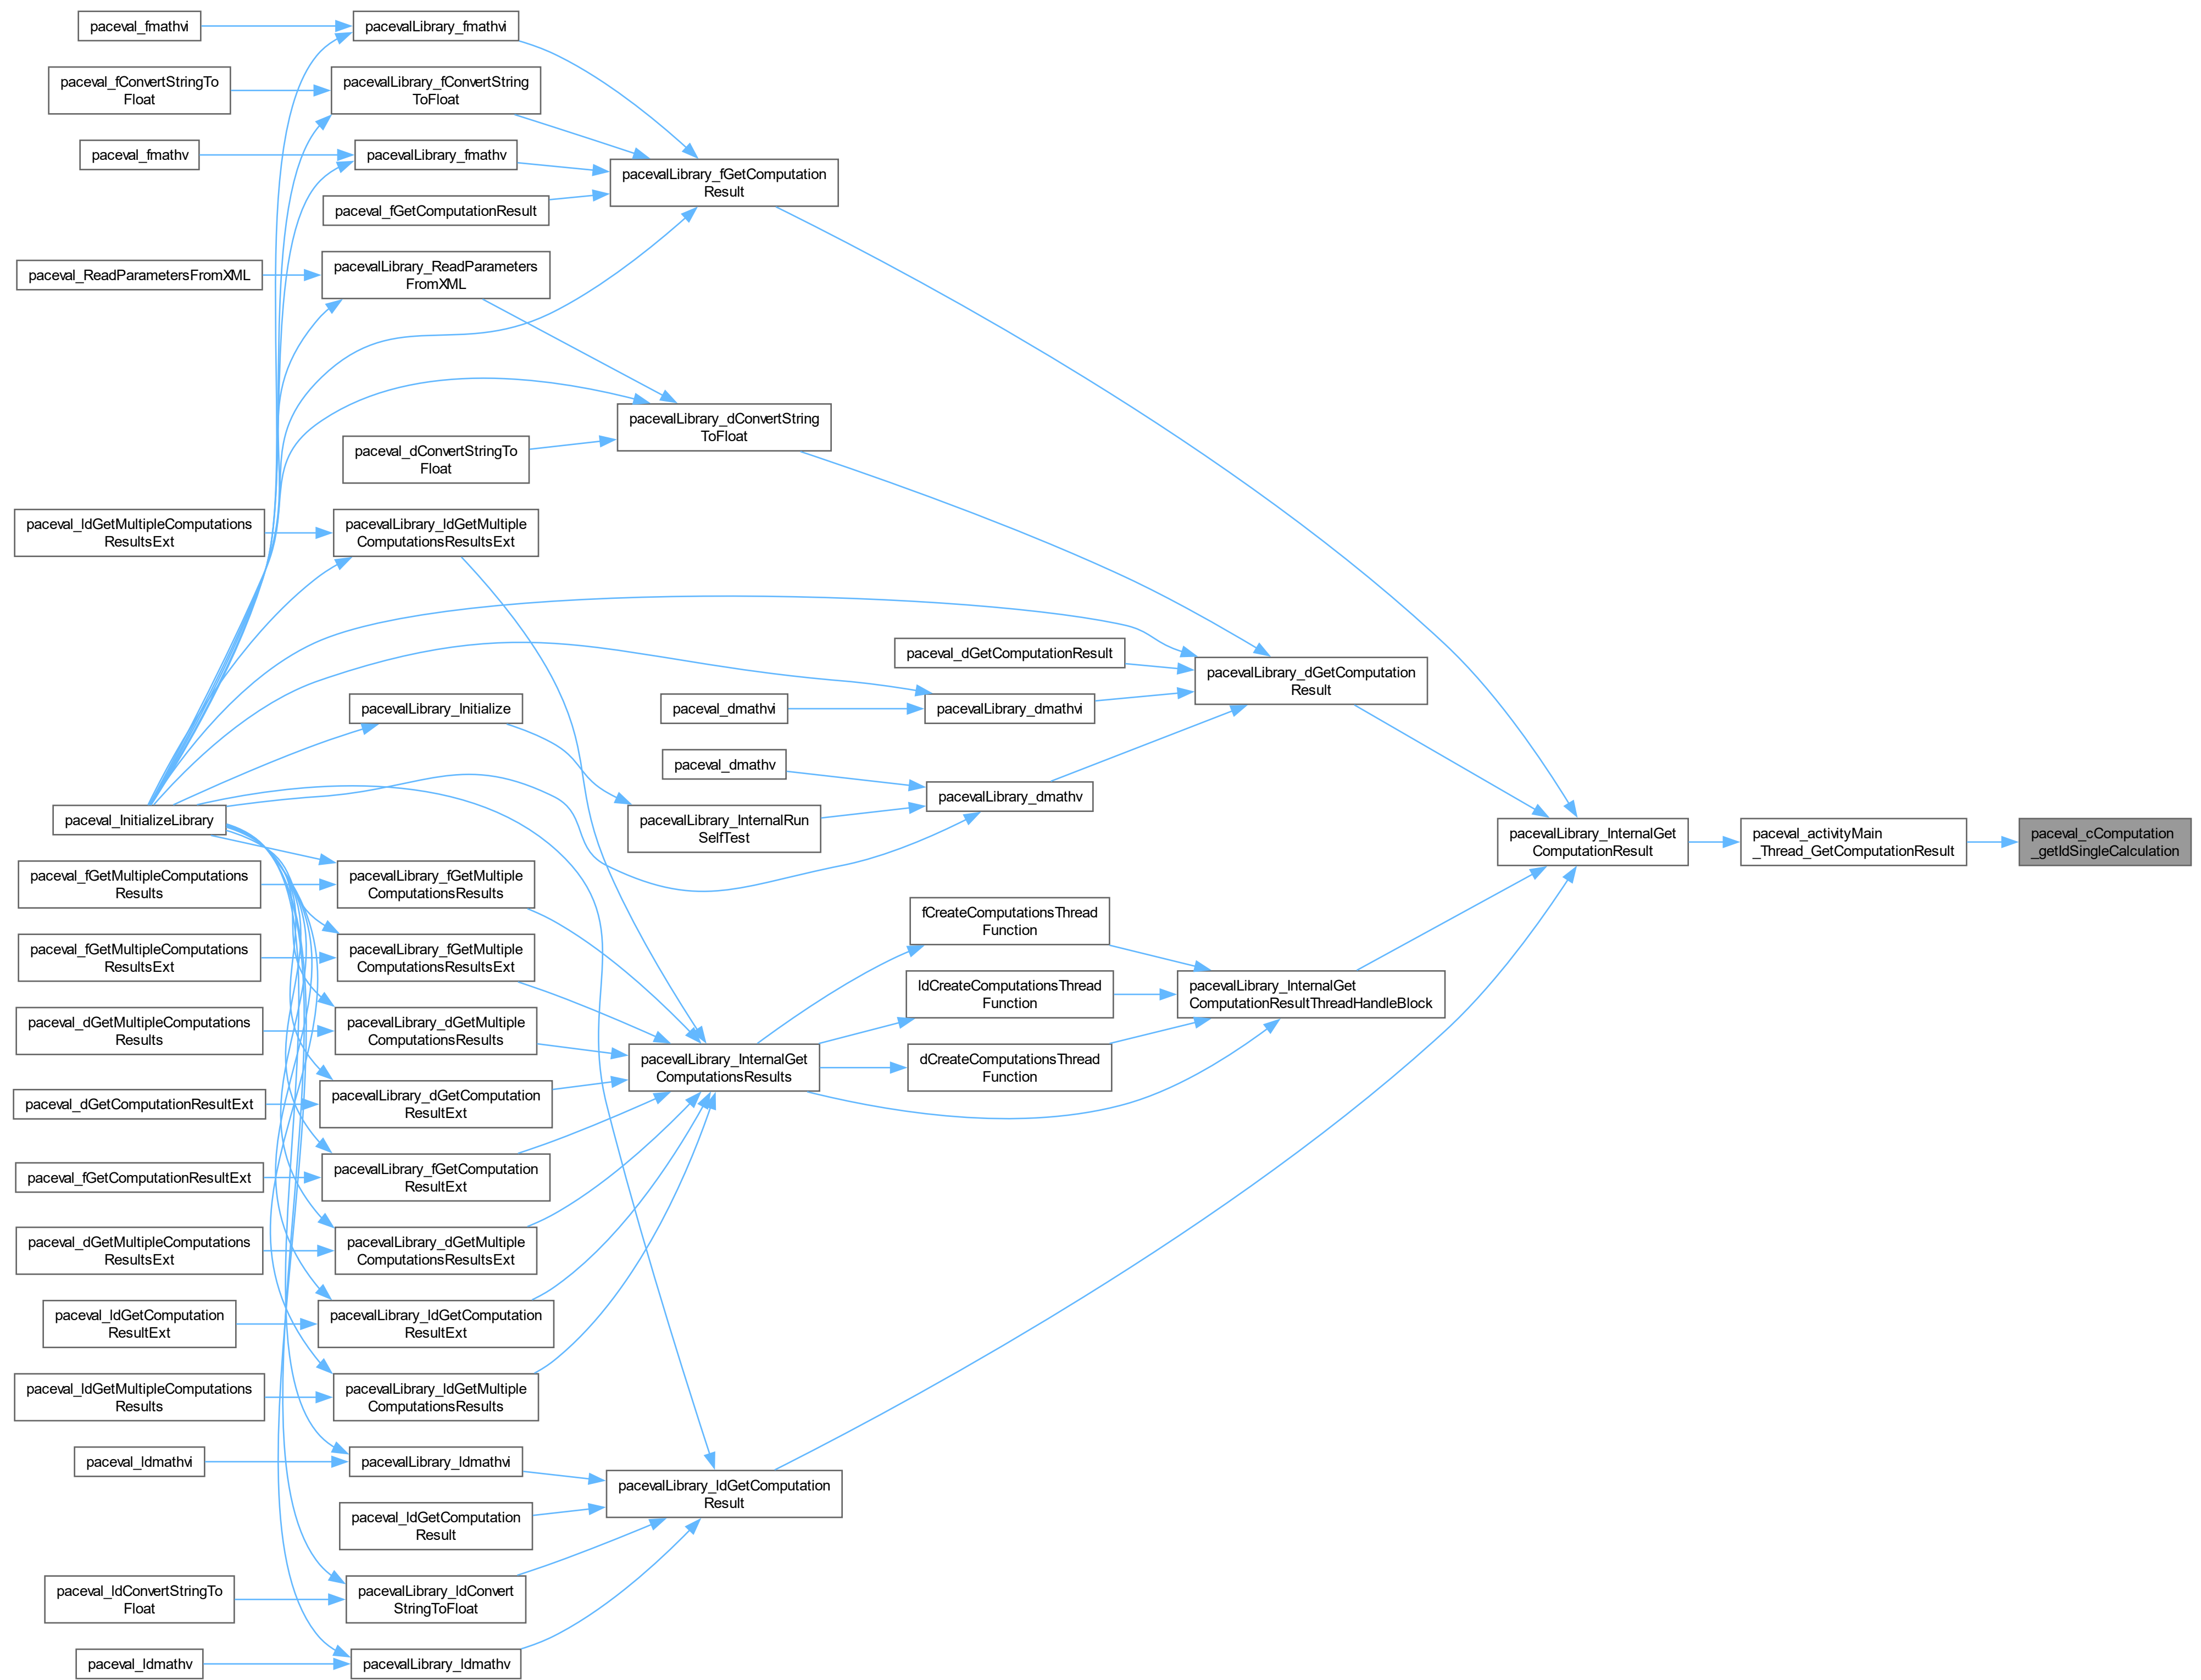 paceval_fmathvi
pacevalLibrary_fmathvi
paceval_fConvertStringTo
Float
pacevalLibrary_fConvertString
ToFloat
paceval_fmathv
pacevalLibrary_fmathv
pacevalLibrary_fGetComputation
Result
paceval_fGetComputationResult
paceval_ReadParametersFromXML
pacevalLibrary_ReadParameters
FromXML
pacevalLibrary_dConvertString
ToFloat
paceval_dConvertStringTo
Float
paceval_ldGetMultipleComputations
ResultsExt
pacevalLibrary_ldGetMultiple
ComputationsResultsExt
paceval_dGetComputationResult
pacevalLibrary_dGetComputation
Result
pacevalLibrary_Initialize
paceval_dmathvi
pacevalLibrary_dmathvi
paceval_dmathv
pacevalLibrary_dmathv
paceval_InitializeLibrary
pacevalLibrary_InternalRun
SelfTest
pacevalLibrary_InternalGet
ComputationResult
paceval_activityMain
_Thread_GetComputationResult
paceval_cComputation
_getIdSingleCalculation
paceval_fGetMultipleComputations
Results
pacevalLibrary_fGetMultiple
ComputationsResults
fCreateComputationsThread
Function
paceval_fGetMultipleComputations
ResultsExt
pacevalLibrary_fGetMultiple
ComputationsResultsExt
ldCreateComputationsThread
Function
pacevalLibrary_InternalGet
ComputationResultThreadHandleBlock
paceval_dGetMultipleComputations
Results
pacevalLibrary_dGetMultiple
ComputationsResults
pacevalLibrary_InternalGet
ComputationsResults
dCreateComputationsThread
Function
paceval_dGetComputationResultExt
pacevalLibrary_dGetComputation
ResultExt
paceval_fGetComputationResultExt
pacevalLibrary_fGetComputation
ResultExt
paceval_dGetMultipleComputations
ResultsExt
pacevalLibrary_dGetMultiple
ComputationsResultsExt
paceval_ldGetComputation
ResultExt
pacevalLibrary_ldGetComputation
ResultExt
paceval_ldGetMultipleComputations
Results
pacevalLibrary_ldGetMultiple
ComputationsResults
paceval_ldmathvi
pacevalLibrary_ldmathvi
pacevalLibrary_ldGetComputation
Result
paceval_ldGetComputation
Result
paceval_ldConvertStringTo
Float
pacevalLibrary_ldConvert
StringToFloat
paceval_ldmathv
pacevalLibrary_ldmathv